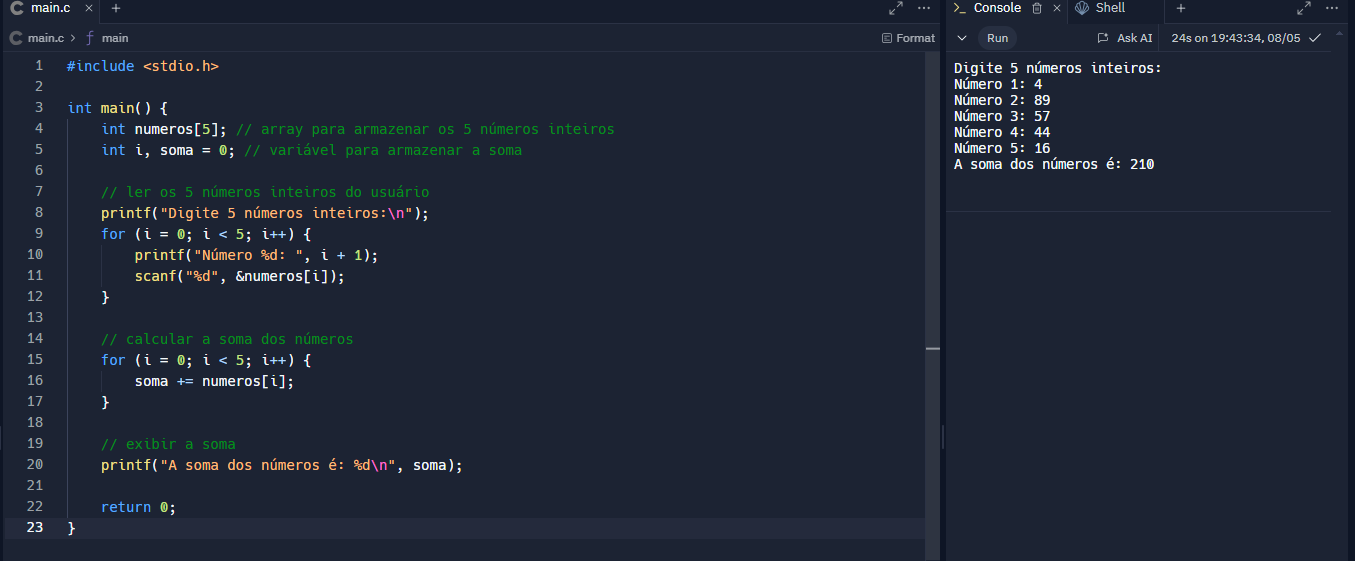 main.c
main.c > main
Format
1 #include <stdio.h>
2
3 int main() {
4     int numeros[5]; // array para armazenar os 5 números inteiros
5     int i, soma = 0; // variável para armazenar a soma
6
7     // ler os 5 números inteiros do usuário
8     printf("Digite 5 números inteiros:\n");
9     for (i = 0; i < 5; i++) {
10         printf("Número %d: ", i + 1);
11         scanf("%d", &numeros[i]);
12     }
13
14     // calcular a soma dos números
15     for (i = 0; i < 5; i++) {
16         soma += numeros[i];
17     }
18
19     // exibir a soma
20     printf("A soma dos números é: %d\n", soma);
21
22     return 0;
23 }
Console
Shell
Run
Ask AI
24s on 19:43:34, 08/05
Digite 5 números inteiros:
Número 1: 4
Número 2: 89
Número 3: 57
Número 4: 44
Número 5: 16
A soma dos números é: 210